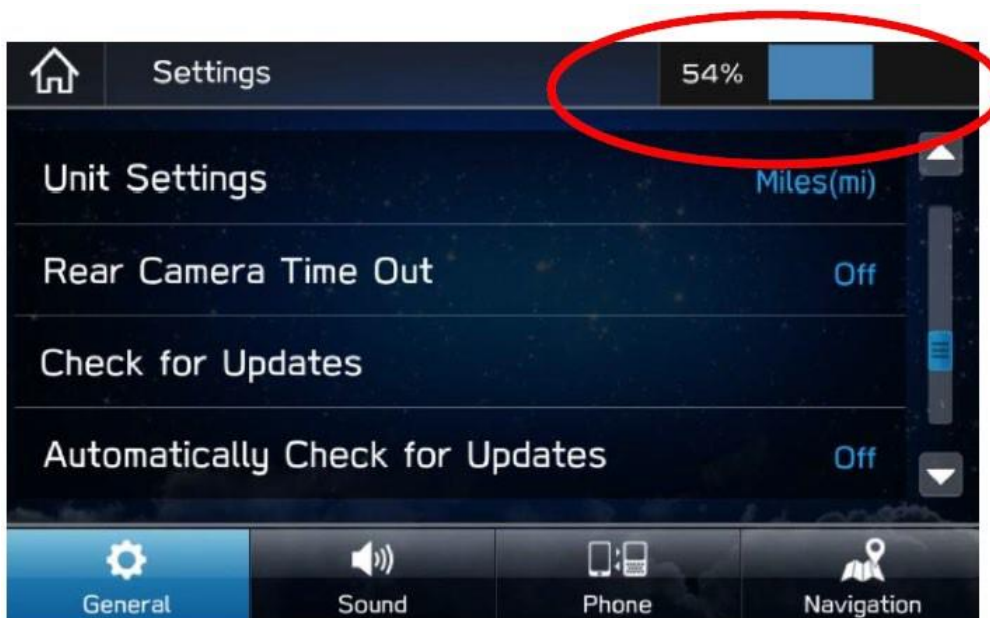 Settings
54%
Unit Settings
Miles(mi)
Rear Camera Time Out
Off
Check for Updates
Automatically Check for Updates
Off
General
Sound
Phone
Navigation